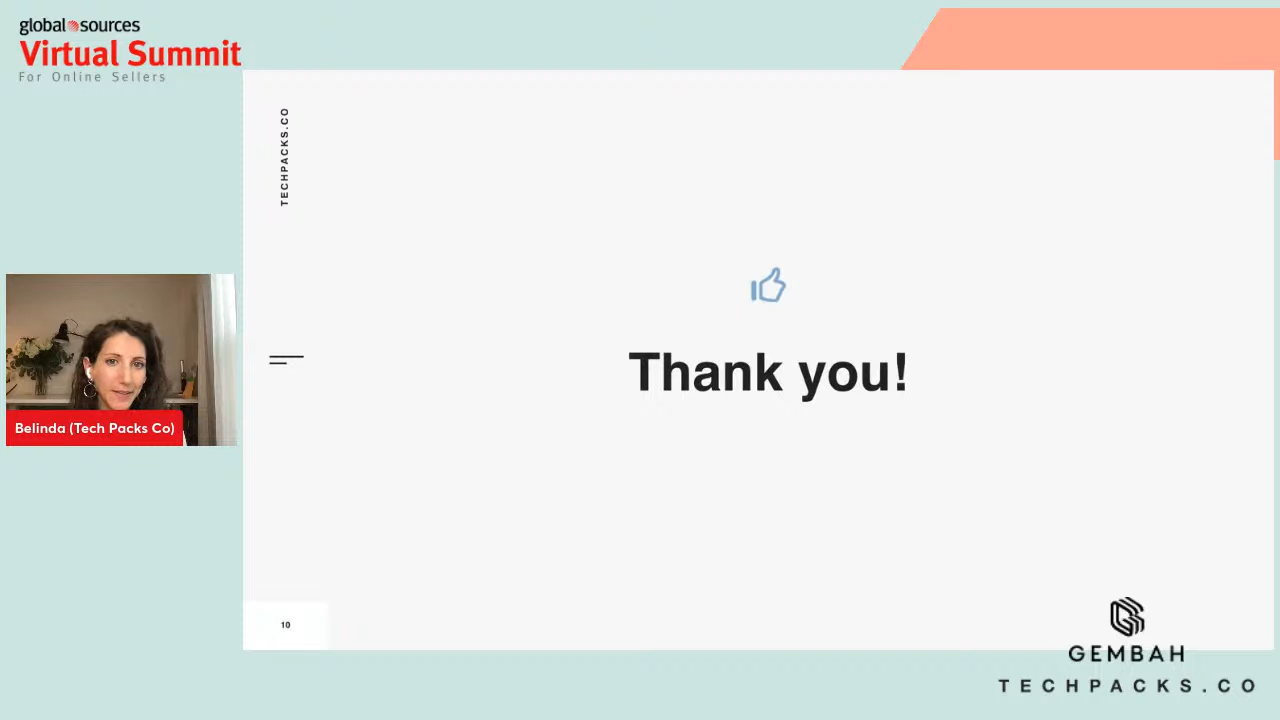 global sources
Virtual Summit
For Online Sellers
TECHPACKS.CO
Thank you!
Belinda (Tech Packs Co)
10
GEMBAH
TECHPACKS.CO